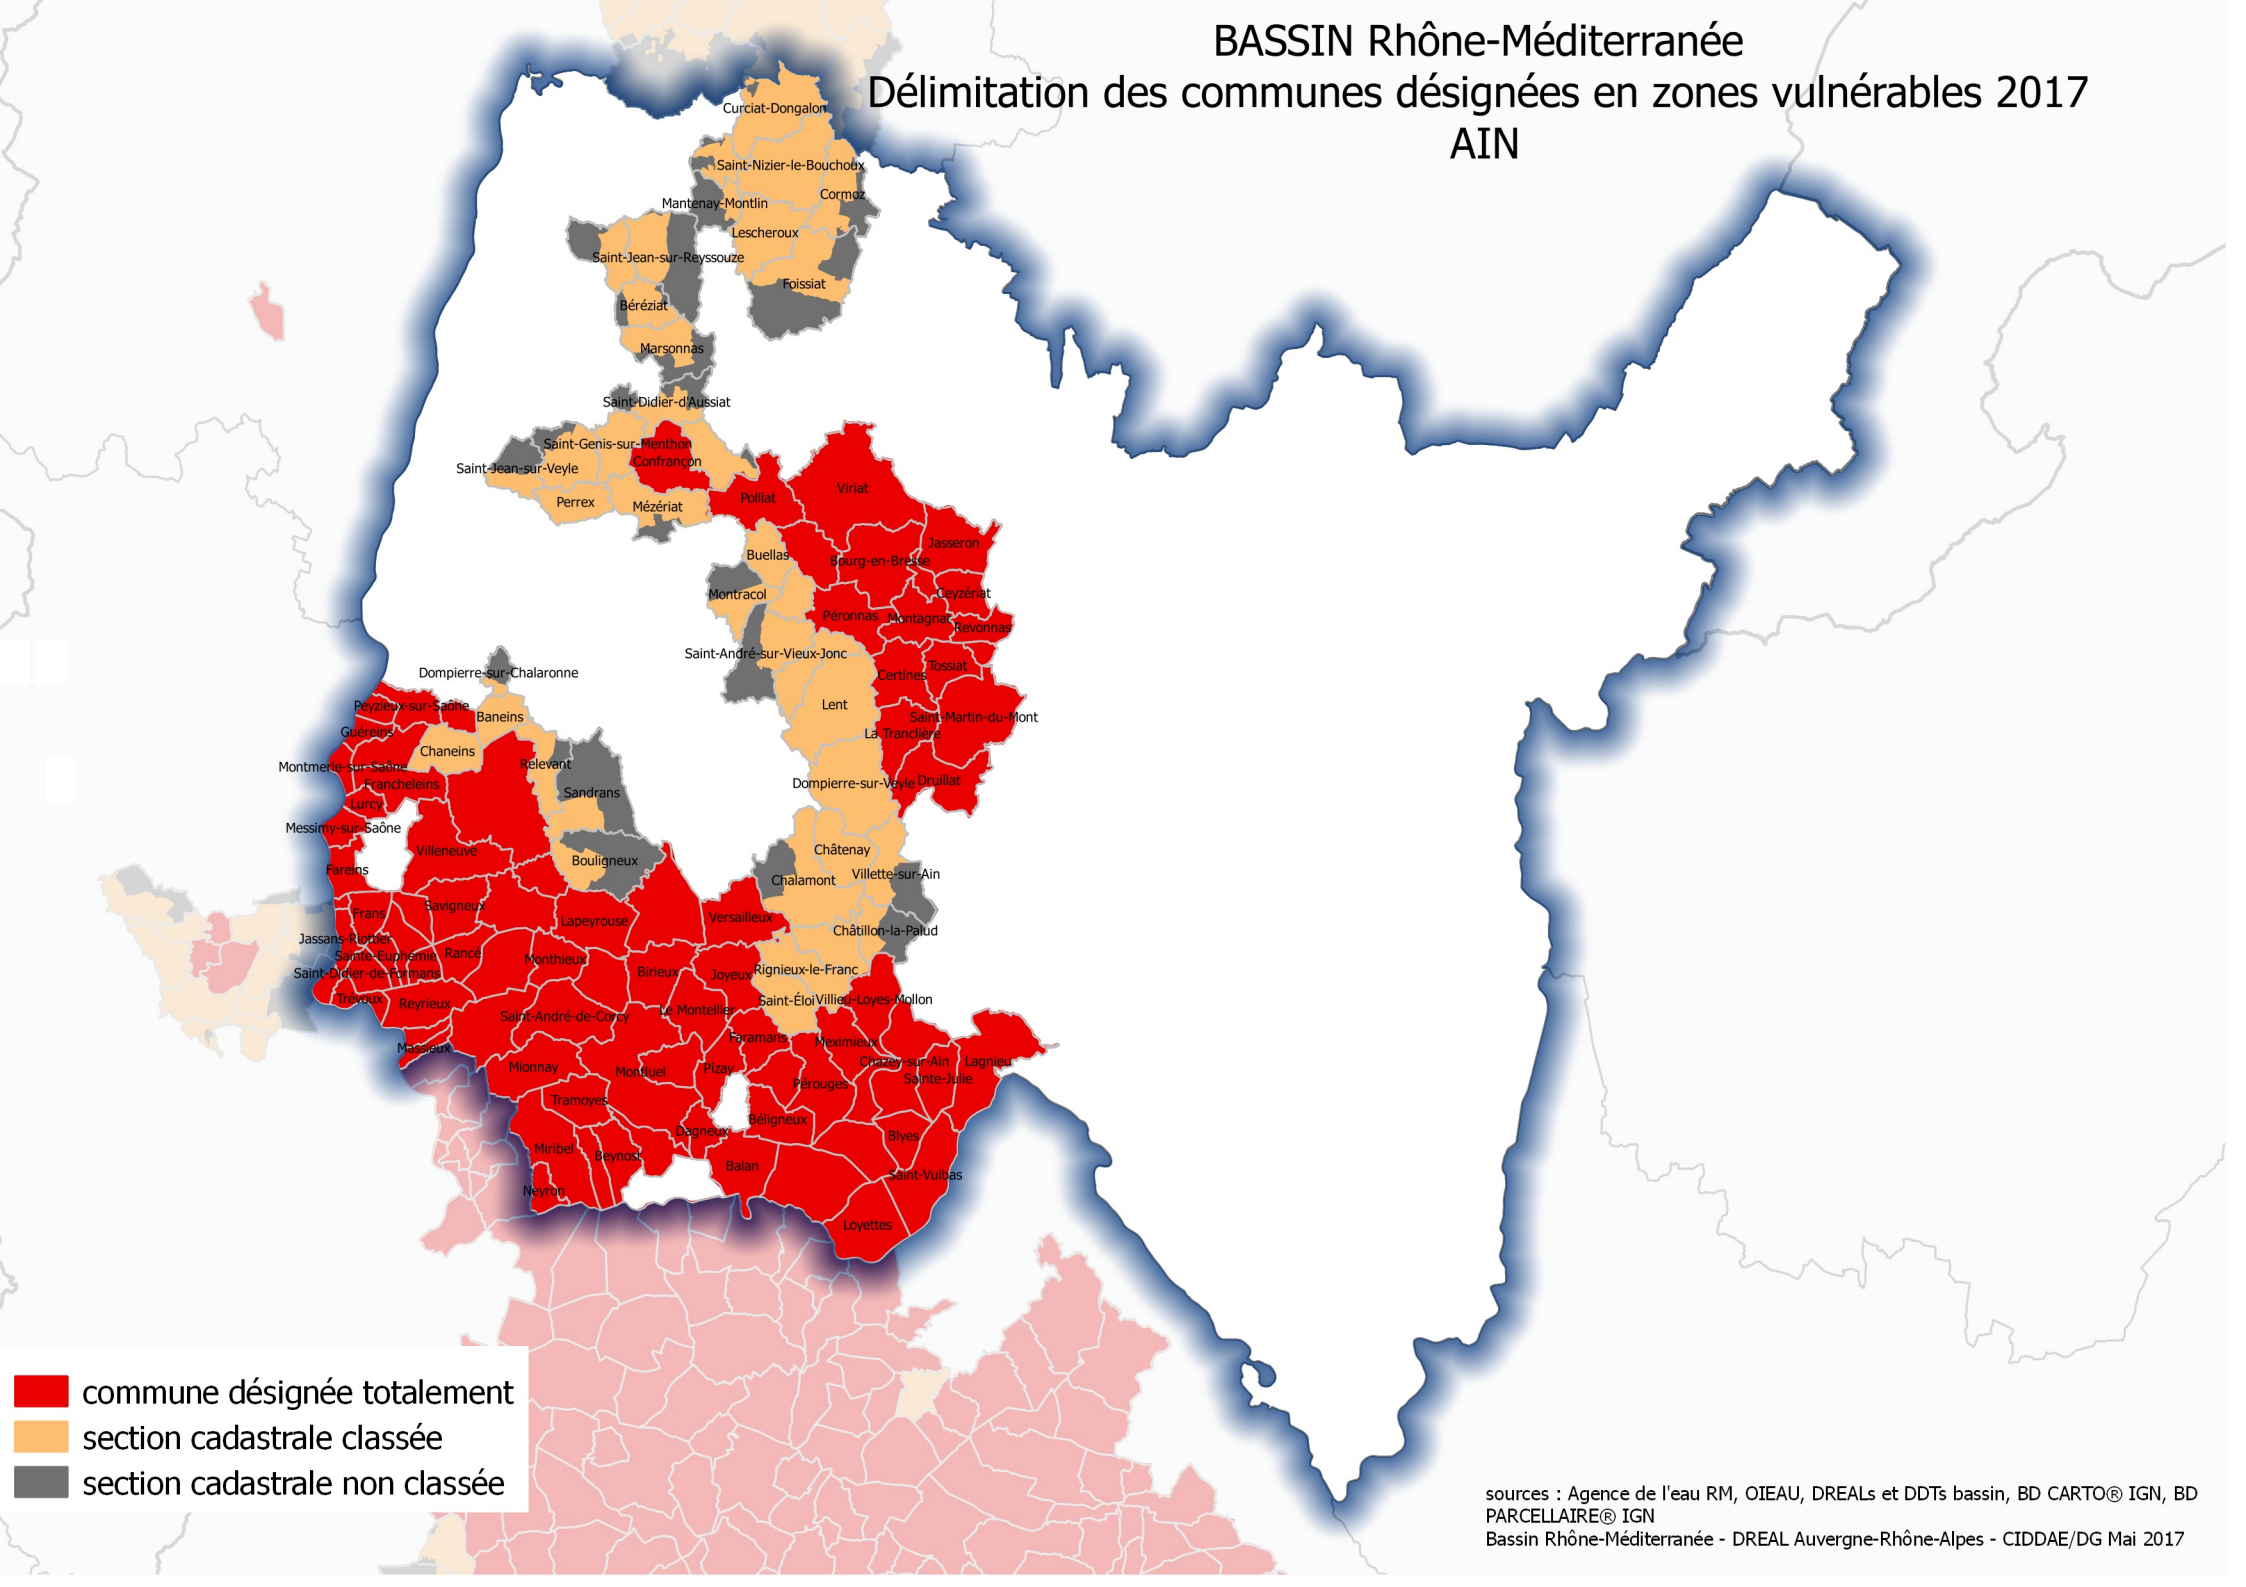 BASSIN Rhône-Méditerranée
Délimitation des communes désignées en zones vulnérables 2017
AIN
Curciat-Dongalon
Saint-Nizier-le-Bouchoux
Cormoz
Mantenay-Montlin
Lescheroux
Saint-Jean-sur-Reyssouze
Foissiat
Béréziat
Marsonnas
Saint-Didier-d'Aussiat
Saint-Genis-sur-Menthon
Confrançon
Saint-Jean-sur-Veyle
Perrex
Mézériat
Polliat
Viriat
Jasseron
Buellas
Bourg-en-Bresse
Montracol
Ceyzériat
Péronnas
Montagnat
Revonnas
Saint-André-sur-Vieux-Jonc
Tossiat
Certines
Dompierre-sur-Chalaronne
Lent
Peyzieux-sur-Saône
Baneins
Saint-Martin-du-Mont
Guéreins
La Tranclière
Chaneins
Montmerle-sur-Saône
Relevant
Francheleins
Dompierre-sur-Veyle
Druillat
Sandrans
Lurcy
Messimy-sur-Saône
Villeneuve
Châtenay
Bouligneux
Fareins
Villette-sur-Ain
Chalamont
Savigneux
Frans
Lapeyrouse
Versailleux
Châtillon-la-Palud
Jassans-Riottier
Sainte-Euphémie
Rancé
Monthieux
Saint-Didier-de-Formans
Birieux
Joyeux
Rignieux-le-Franc
Trévoux
Reyrieux
Saint-Éloi
Villieu-Loyes-Mollon
Saint-André-de-Corcy
Le Montellier
Faramans
Meximieux
Massieux
Chazey-sur-Ain
Lagnieu
Mionnay
Montluel
Pizay
Sainte-Julie
Pérouges
Tramoyes
Béligneux
Dagneux
Blyes
Miribel
Beynost
Balan
Saint-Vulbas
Neyron
Loyettes
commune désignée totalement
section cadastrale classée
section cadastrale non classée
sources : Agence de l'eau RM, OIEAU, DREALs et DDTs bassin, BD CARTO® IGN, BD
PARCELLAIRE® IGN
Bassin Rhône-Méditerranée - DREAL Auvergne-Rhône-Alpes - CIDDAE/DG Mai 2017